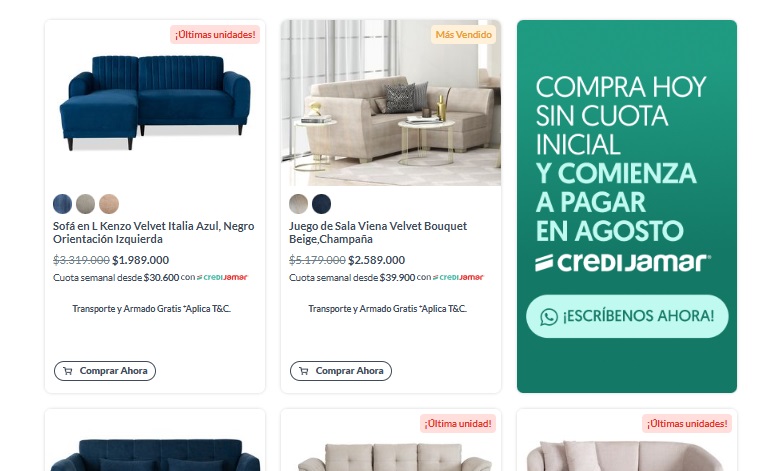 ¡Últimas unidades!
Sofá en L Kenzo Velvet Italia Azul, Negro
Orientación Izquierda
$3.319.000 $1.989.000
Cuota semanal desde $30.600 con CREDIJAMAR
Transporte y Armado Gratis *Aplica T&C.
Comprar Ahora
Más Vendido
Juego de Sala Viena Velvet Bouquet
Beige,Champaña
$5.179.000 $2.589.000
Cuota semanal desde $39.900 con CREDIJAMAR
Transporte y Armado Gratis *Aplica T&C.
Comprar Ahora
COMPRA HOY
SIN CUOTA
INICIAL
Y COMIENZA
A PAGAR
EN AGOSTO
CREDIJAMAR®
¡ESCRÍBENOS AHORA!
¡Última unidad!
¡Últimas unidades!